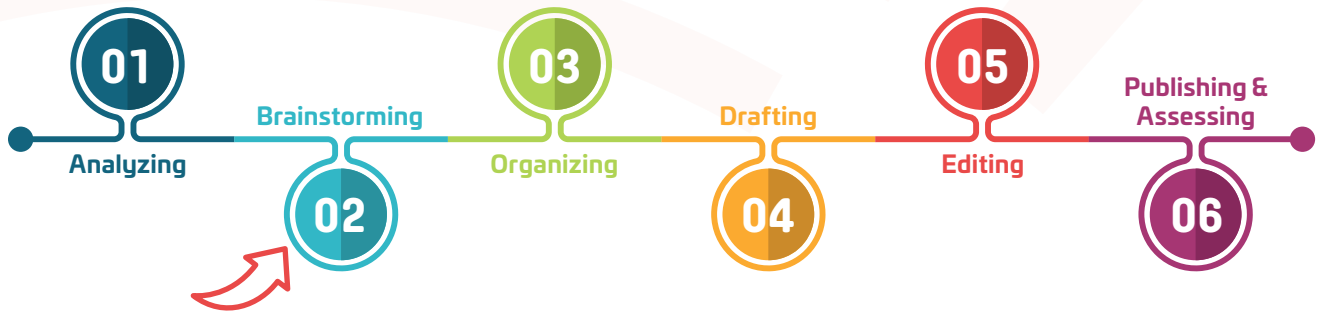 01
Analyzing
Brainstorming
02
03
Organizing
Drafting
04
05
Editing
Publishing &
Assessing
06